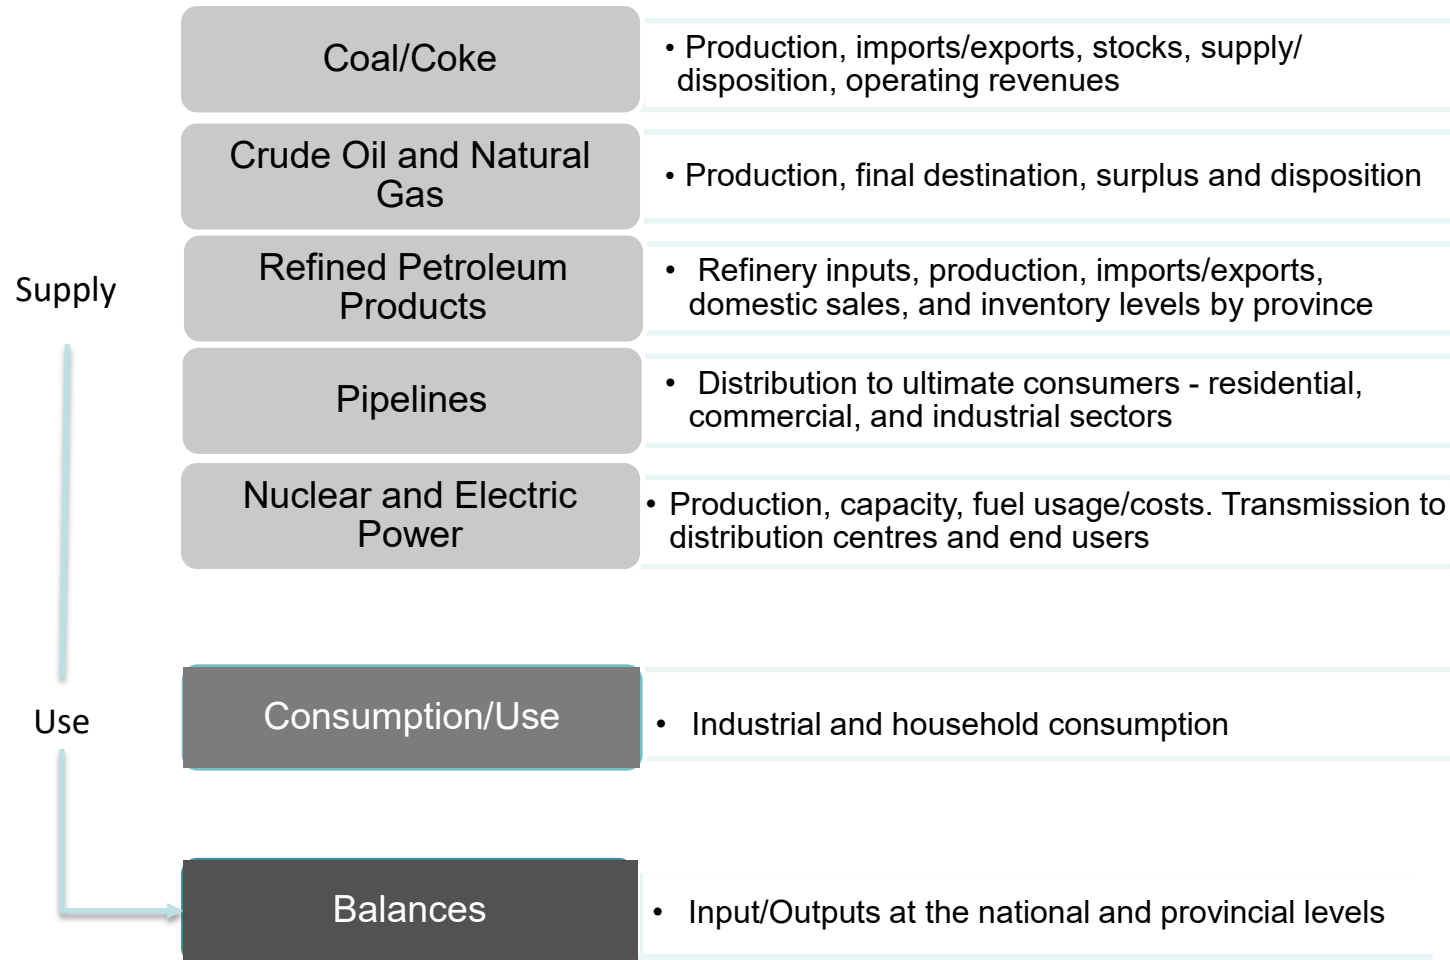 Coal/Coke
• Production, imports/exports, stocks, supply/
disposition, operating revenues
Crude Oil and Natural
Gas
• Production, final destination, surplus and disposition
Supply
Refined Petroleum
Products
• Refinery inputs, production, imports/exports,
domestic sales, and inventory levels by province
Pipelines
• Distribution to ultimate consumers - residential,
commercial, and industrial sectors
Nuclear and Electric
Power
• Production, capacity, fuel usage/costs. Transmission to
distribution centres and end users
Use
Consumption/Use
• Industrial and household consumption
Balances
• Input/Outputs at the national and provincial levels